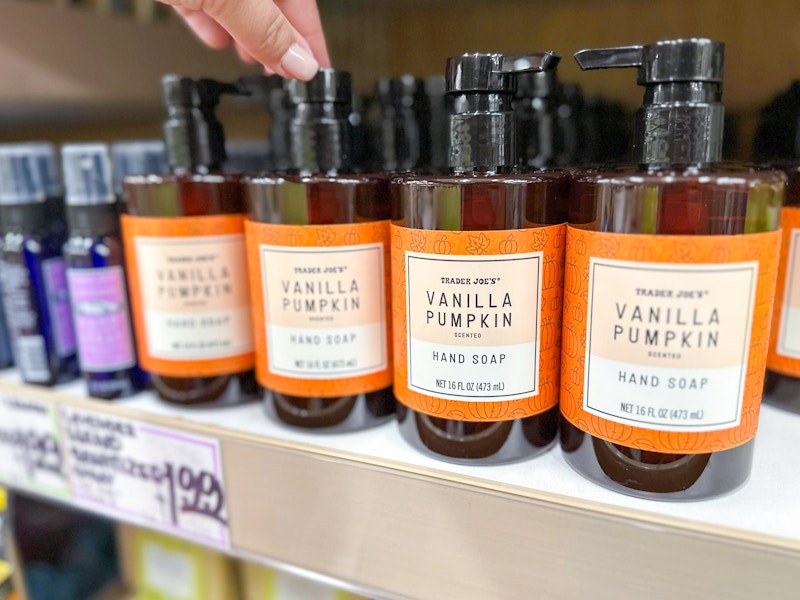 VANILLA
PUMPKIN
SCENTED
HAND SOAP
TRADER JOE'S®
VANILLA
PUMPKIN
SCENTED
HAND SOAP
NET 16 FL OZ (473 mL)
TRADER JOE'S®
VANILLA
PUMPKIN
SCENTED
HAND SOAP
NET 16 FL OZ (473 mL)
TRADER JOE'S®
VANILLA
PUMPKIN
SCENTED
HAND SOAP
NET 16 FL OZ (473 mL)
1.99